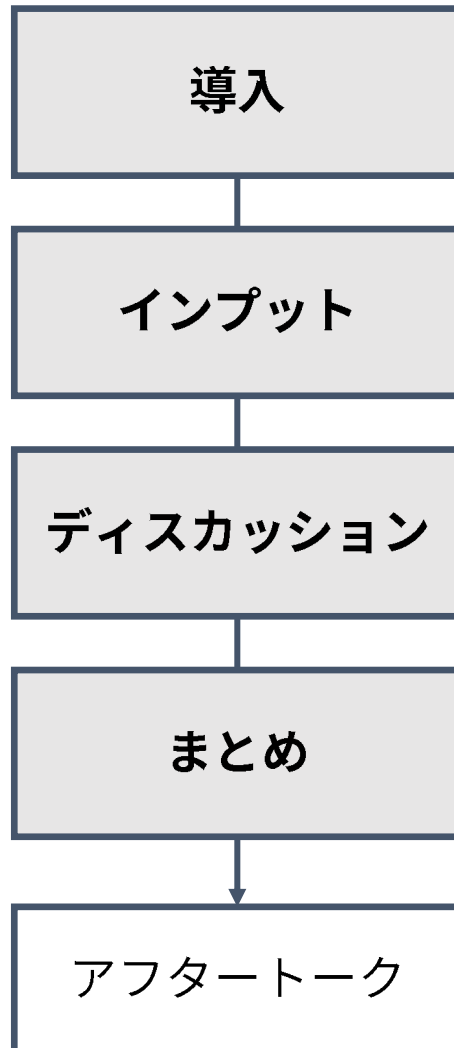 導入
インプット
ディスカッション
まとめ
アフタートーク